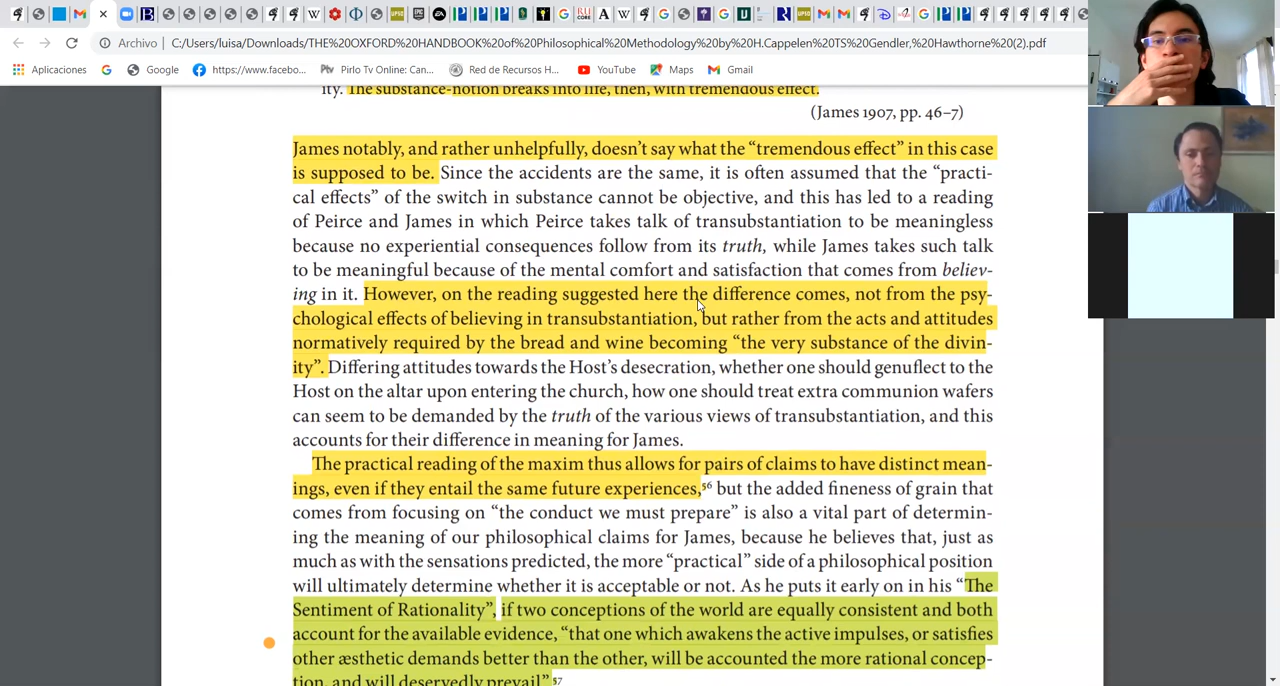 Archivo
C:/Users/luisa/Downloads/THE%20OXFORD%20HANDBOOK%20of%20Philosophical%20Methodology%20by%20H.Cappelen%20TS%20Gendler,%20Hawthorne%20(2).pdf
Aplicaciones
Google
https://www.facebo...
Pirlo Tv Online: Can...
Red de Recursos H...
YouTube
Maps
Gmail
ity. The substance-notion breaks into life, then, with tremendous effect.
(James 1907, pp. 46–7)
James notably, and rather unhelpfully, doesn't say what the “tremendous effect” in this case
is supposed to be. Since the accidents are the same, it is often assumed that the “practi-
cal effects” of the switch in substance cannot be objective, and this has led to a reading
of Peirce and James in which Peirce takes talk of transubstantiation to be meaningless
because no experiential consequences follow from its truth, while James takes such talk
to be meaningful because of the mental comfort and satisfaction that comes from believ-
ing in it. However, on the reading suggested here the difference comes, not from the psy-
chological effects of believing in transubstantiation, but rather from the acts and attitudes
normatively required by the bread and wine becoming “the very substance of the divin-
ity”. Differing attitudes towards the Host's desecration, whether one should genuflect to the
Host on the altar upon entering the church, how one should treat extra communion wafers
can seem to be demanded by the truth of the various views of transubstantiation, and this
accounts for their difference in meaning for James.
The practical reading of the maxim thus allows for pairs of claims to have distinct mean-
ings, even if they entail the same future experiences,56 but the added fineness of grain that
comes from focusing on “the conduct we must prepare” is also a vital part of determin-
ing the meaning of our philosophical claims for James, because he believes that, just as
much as with the sensations predicted, the more “practical” side of a philosophical position
will ultimately determine whether it is acceptable or not. As he puts it early on in his “The
Sentiment of Rationality”, if two conceptions of the world are equally consistent and both
account for the available evidence, “that one which awakens the active impulses, or satisfies
other æsthetic demands better than the other, will be accounted the more rational concep-
tion, and will deservedly prevail”57